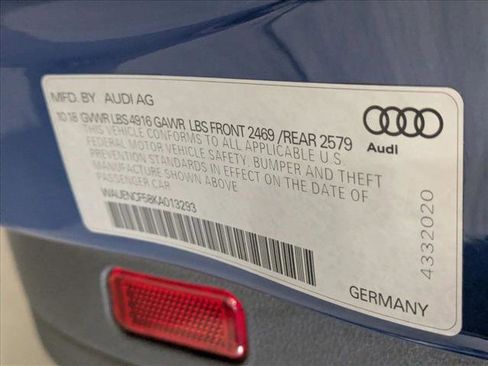 MFD. BY AUDI AG
10.18 GVWR LBS 4916 GAWR LBS FRONT 2469 /REAR 2579
THIS VEHICLE CONFORMS TO ALL APPLICABLE U.S.
FEDERAL MOTOR VEHICLE SAFETY, BUMPER AND THEFT
PREVENTION STANDARDS IN EFFECT ON THE DATE OF
MANUFACTURE SHOWN ABOVE
PASSENGER CAR
WAUENCF58KA013293
Audi
4332020
GERMANY